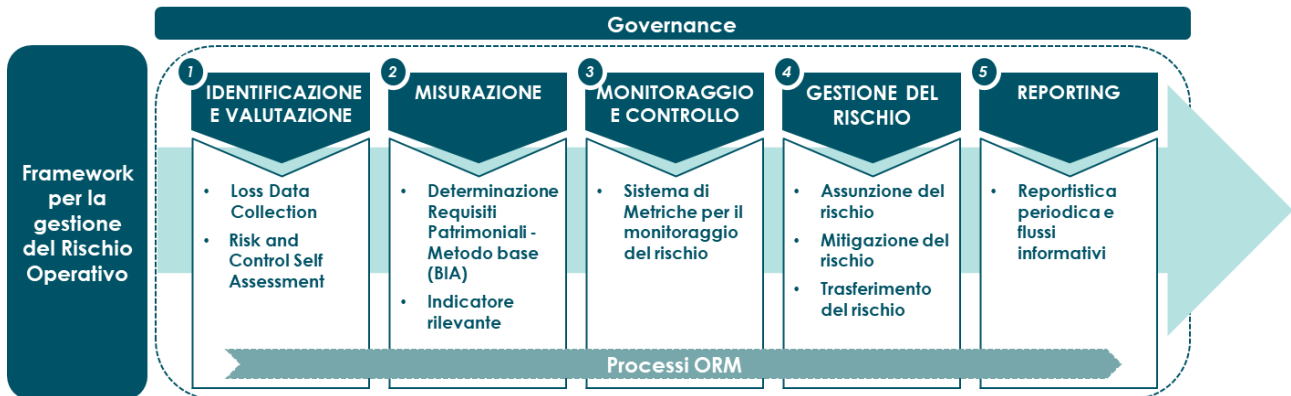 Governance
Framework
per la
gestione
del Rischio
Operativo
1
IDENTIFICAZIONE
E VALUTAZIONE
• Loss Data
Collection
• Risk and
Control Self
Assessment
2
MISURAZIONE
• Determinazione
Requisiti
Patrimoniali -
Metodo base
(BIA)
• Indicatore
rilevante
3
MONITORAGGIO
E CONTROLLO
• Sistema di
Metriche per il
monitoraggio
del rischio
4
GESTIONE DEL
RISCHIO
• Assunzione del
rischio
• Mitigazione del
rischio
• Trasferimento
del rischio
5
REPORTING
• Reportistica
periodica e
flussi
informativi
Processi ORM